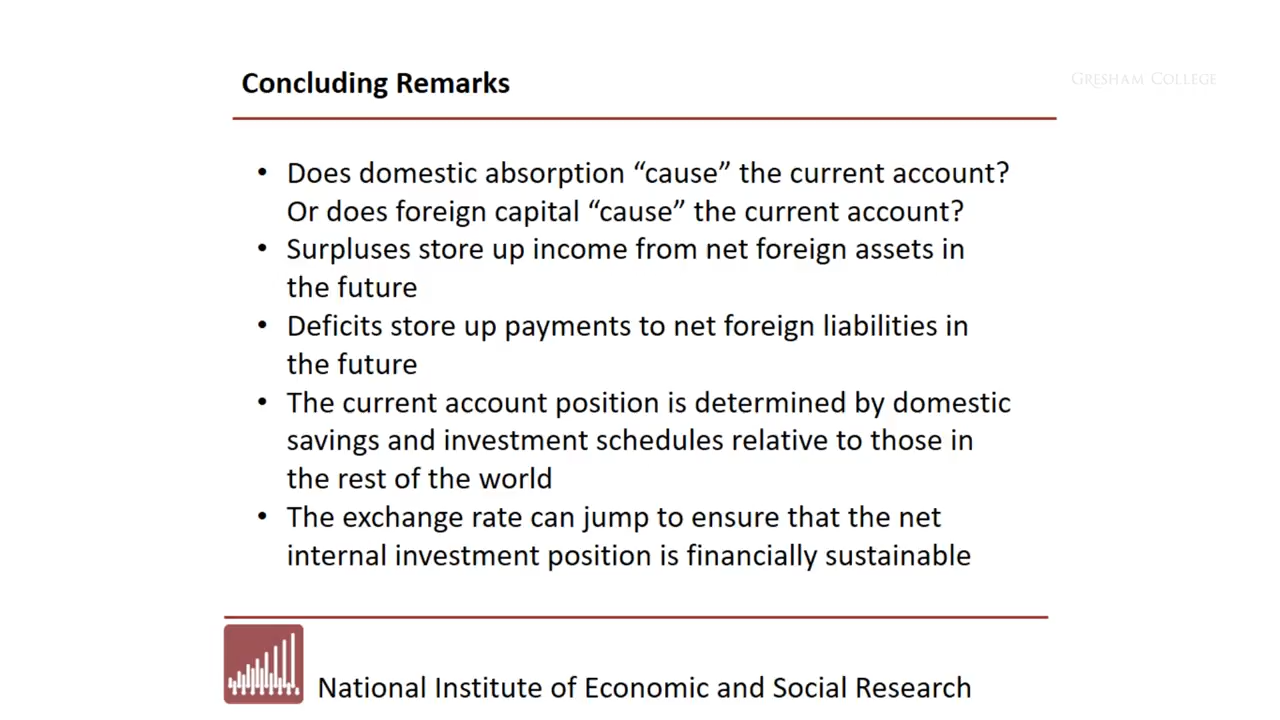 Concluding Remarks
GRESHAM COLLEGE
• Does domestic absorption “cause” the current account?
Or does foreign capital “cause” the current account?
• Surpluses store up income from net foreign assets in
the future
• Deficits store up payments to net foreign liabilities in
the future
• The current account position is determined by domestic
savings and investment schedules relative to those in
the rest of the world
• The exchange rate can jump to ensure that the net
internal investment position is financially sustainable
National Institute of Economic and Social Research